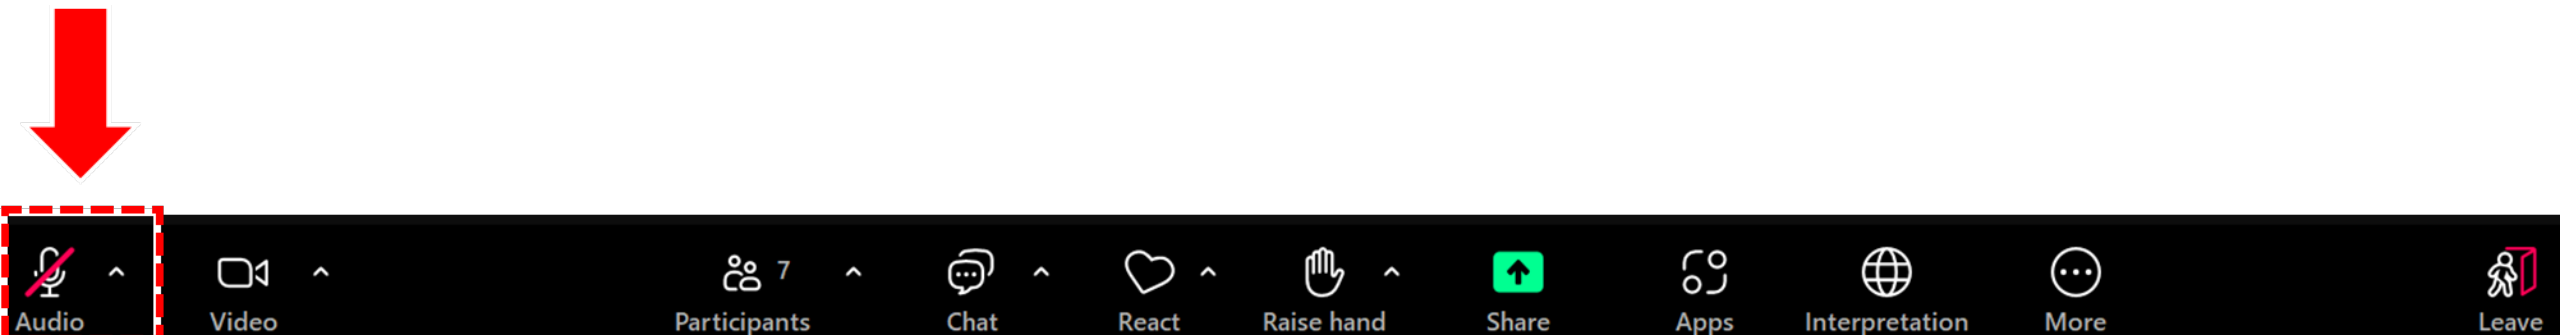 7
Audio
Video
Participants
Chat
React
Raise hand
Share
Apps
Interpretation
More
Leave